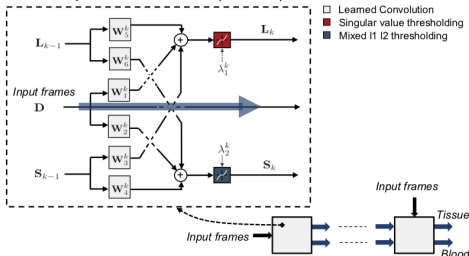 Learned Convolution
Singular value thresholding
Mixed l1 l2 thresholding
L_{k-1}
W_5^k
W_6^k
L_k
λ_1^k
Input frames
D
W_1^k
W_2^k
S_{k-1}
W_3^k
W_4^k
λ_2^k
S_k
Input frames
Input frames
Tissue
Blood